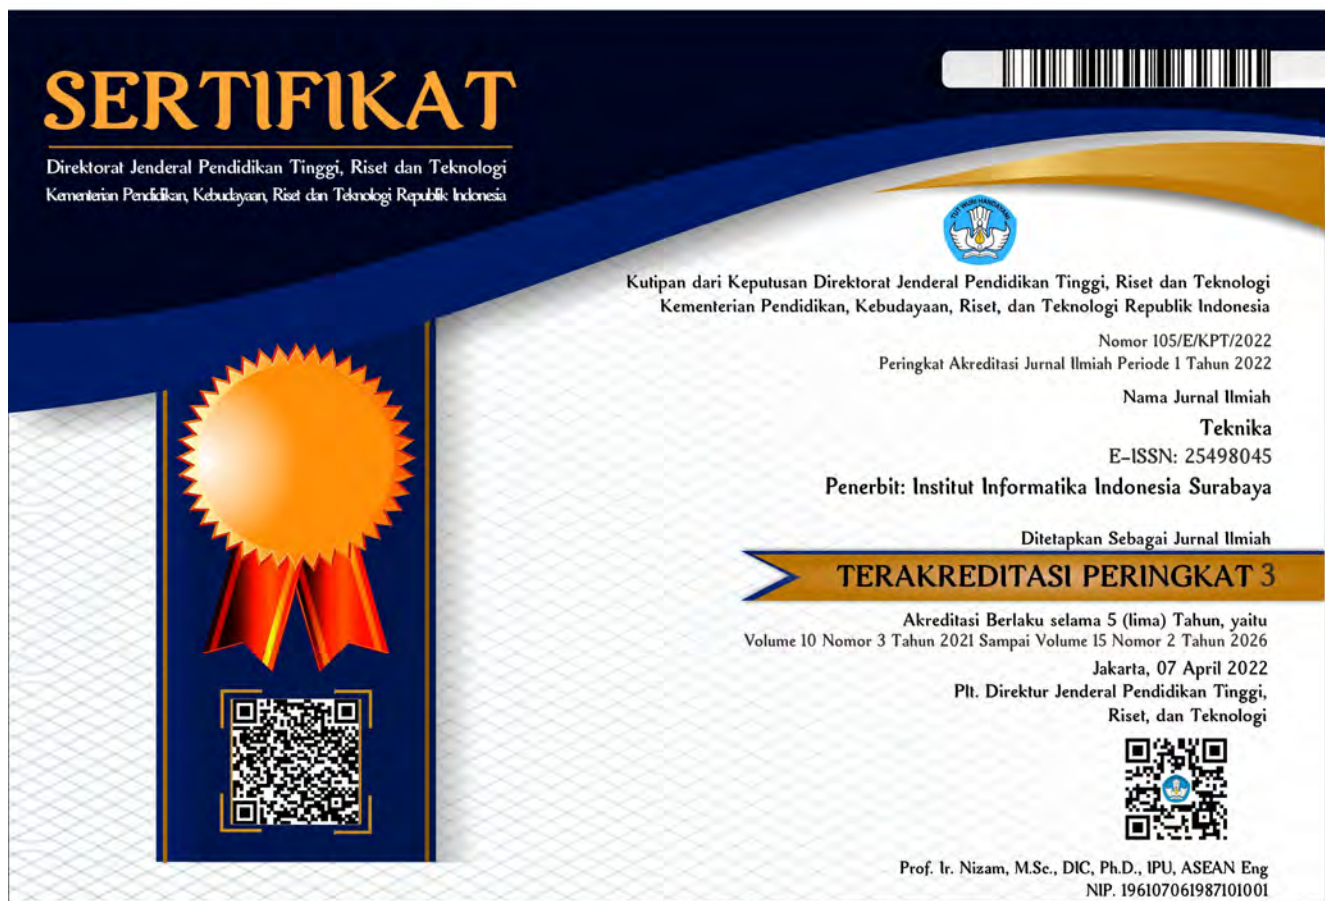 SERTIFIKAT
Direktorat Jenderal Pendidikan Tinggi, Riset dan Teknologi
Kementerian Pendidikan, Kebudayaan, Riset dan Teknologi Republik Indonesia
TUT WURI HANDAYANI
Kutipan dari Keputusan Direktorat Jenderal Pendidikan Tinggi, Riset dan Teknologi
Kementerian Pendidikan, Kebudayaan, Riset, dan Teknologi Republik Indonesia
Nomor 105/E/KPT/2022
Peringkat Akreditasi Jurnal Ilmiah Periode 1 Tahun 2022
Nama Jurnal Ilmiah
Teknika
E-ISSN: 25498045
Penerbit: Institut Informatika Indonesia Surabaya
Ditetapkan Sebagai Jurnal Ilmiah
TERAKREDITASI PERINGKAT 3
Akreditasi Berlaku selama 5 (lima) Tahun, yaitu
Volume 10 Nomor 3 Tahun 2021 Sampai Volume 15 Nomor 2 Tahun 2026
Jakarta, 07 April 2022
Plt. Direktur Jenderal Pendidikan Tinggi,
Riset, dan Teknologi
Prof. Ir. Nizam, M.Sc., DIC, Ph.D., IPU, ASEAN Eng
NIP. 196107061987101001